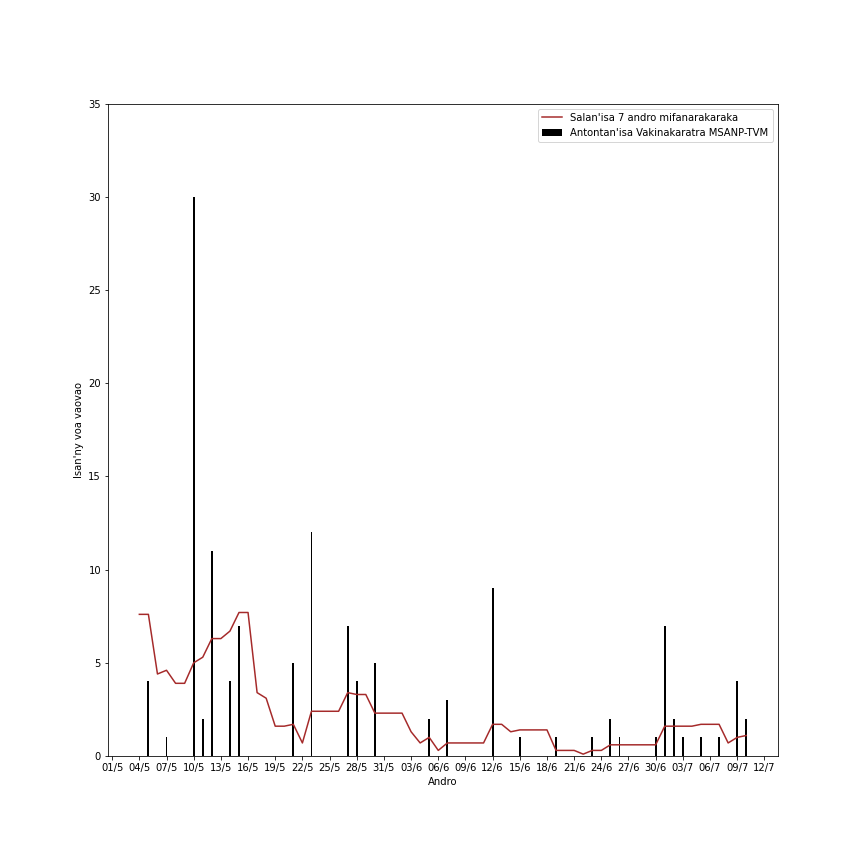 Salan'isa 7 andro mifanarakaraka
Antontan'isa Vakinakaratra MSANP-TVM
35
30
25
20
15
10
5
0
Isan'ny voa vaovao
01/5 04/5 07/5 10/5 13/5 16/5 19/5 22/5 25/5 28/5 31/5 03/6 06/6 09/6 12/6 15/6 18/6 21/6 24/6 27/6 30/6 03/7 06/7 09/7 12/7
Andro